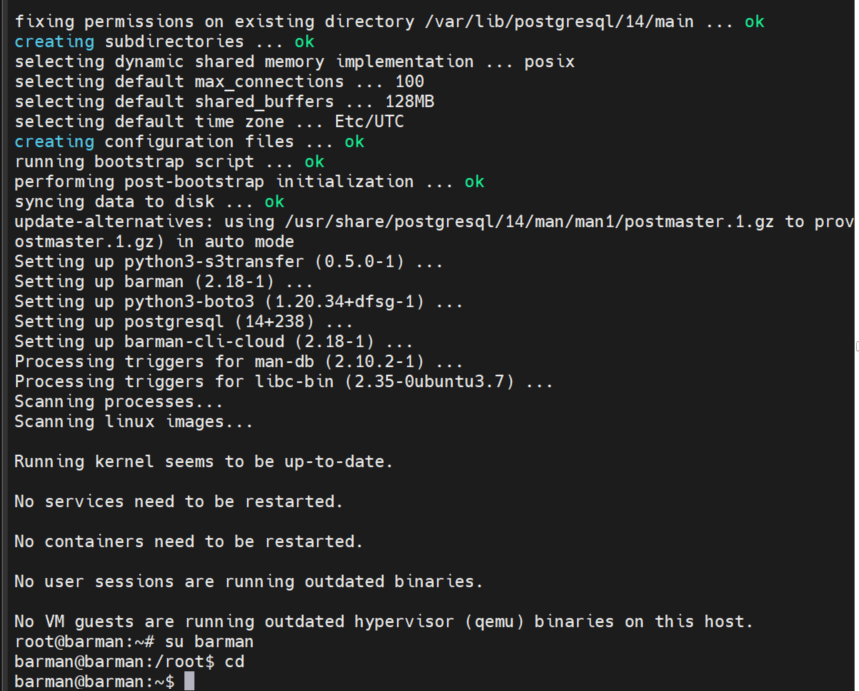 fixing permissions on existing directory /var/lib/postgresql/14/main ... ok
creating subdirectories ... ok
selecting dynamic shared memory implementation ... posix
selecting default max_connections ... 100
selecting default shared_buffers ... 128MB
selecting default time zone ... Etc/UTC
creating configuration files ... ok
running bootstrap script ... ok
performing post-bootstrap initialization ... ok
syncing data to disk ... ok
update-alternatives: using /usr/share/postgresql/14/man/man1/postmaster.1.gz to prov
ostmaster.1.gz) in auto mode
Setting up python3-s3transfer (0.5.0-1) ...
Setting up barman (2.18-1) ...
Setting up python3-boto3 (1.20.34+dfsg-1) ...
Setting up postgresql (14+238) ...
Setting up barman-cli-cloud (2.18-1) ...
Processing triggers for man-db (2.10.2-1) ...
Processing triggers for libc-bin (2.35-0ubuntu3.7) ...
Scanning processes...
Scanning linux images...
Running kernel seems to be up-to-date.
No services need to be restarted.
No containers need to be restarted.
No user sessions are running outdated binaries.
No VM guests are running outdated hypervisor (qemu) binaries on this host.
root@barman:~# su barman
barman@barman:/root$ cd
barman@barman:~$